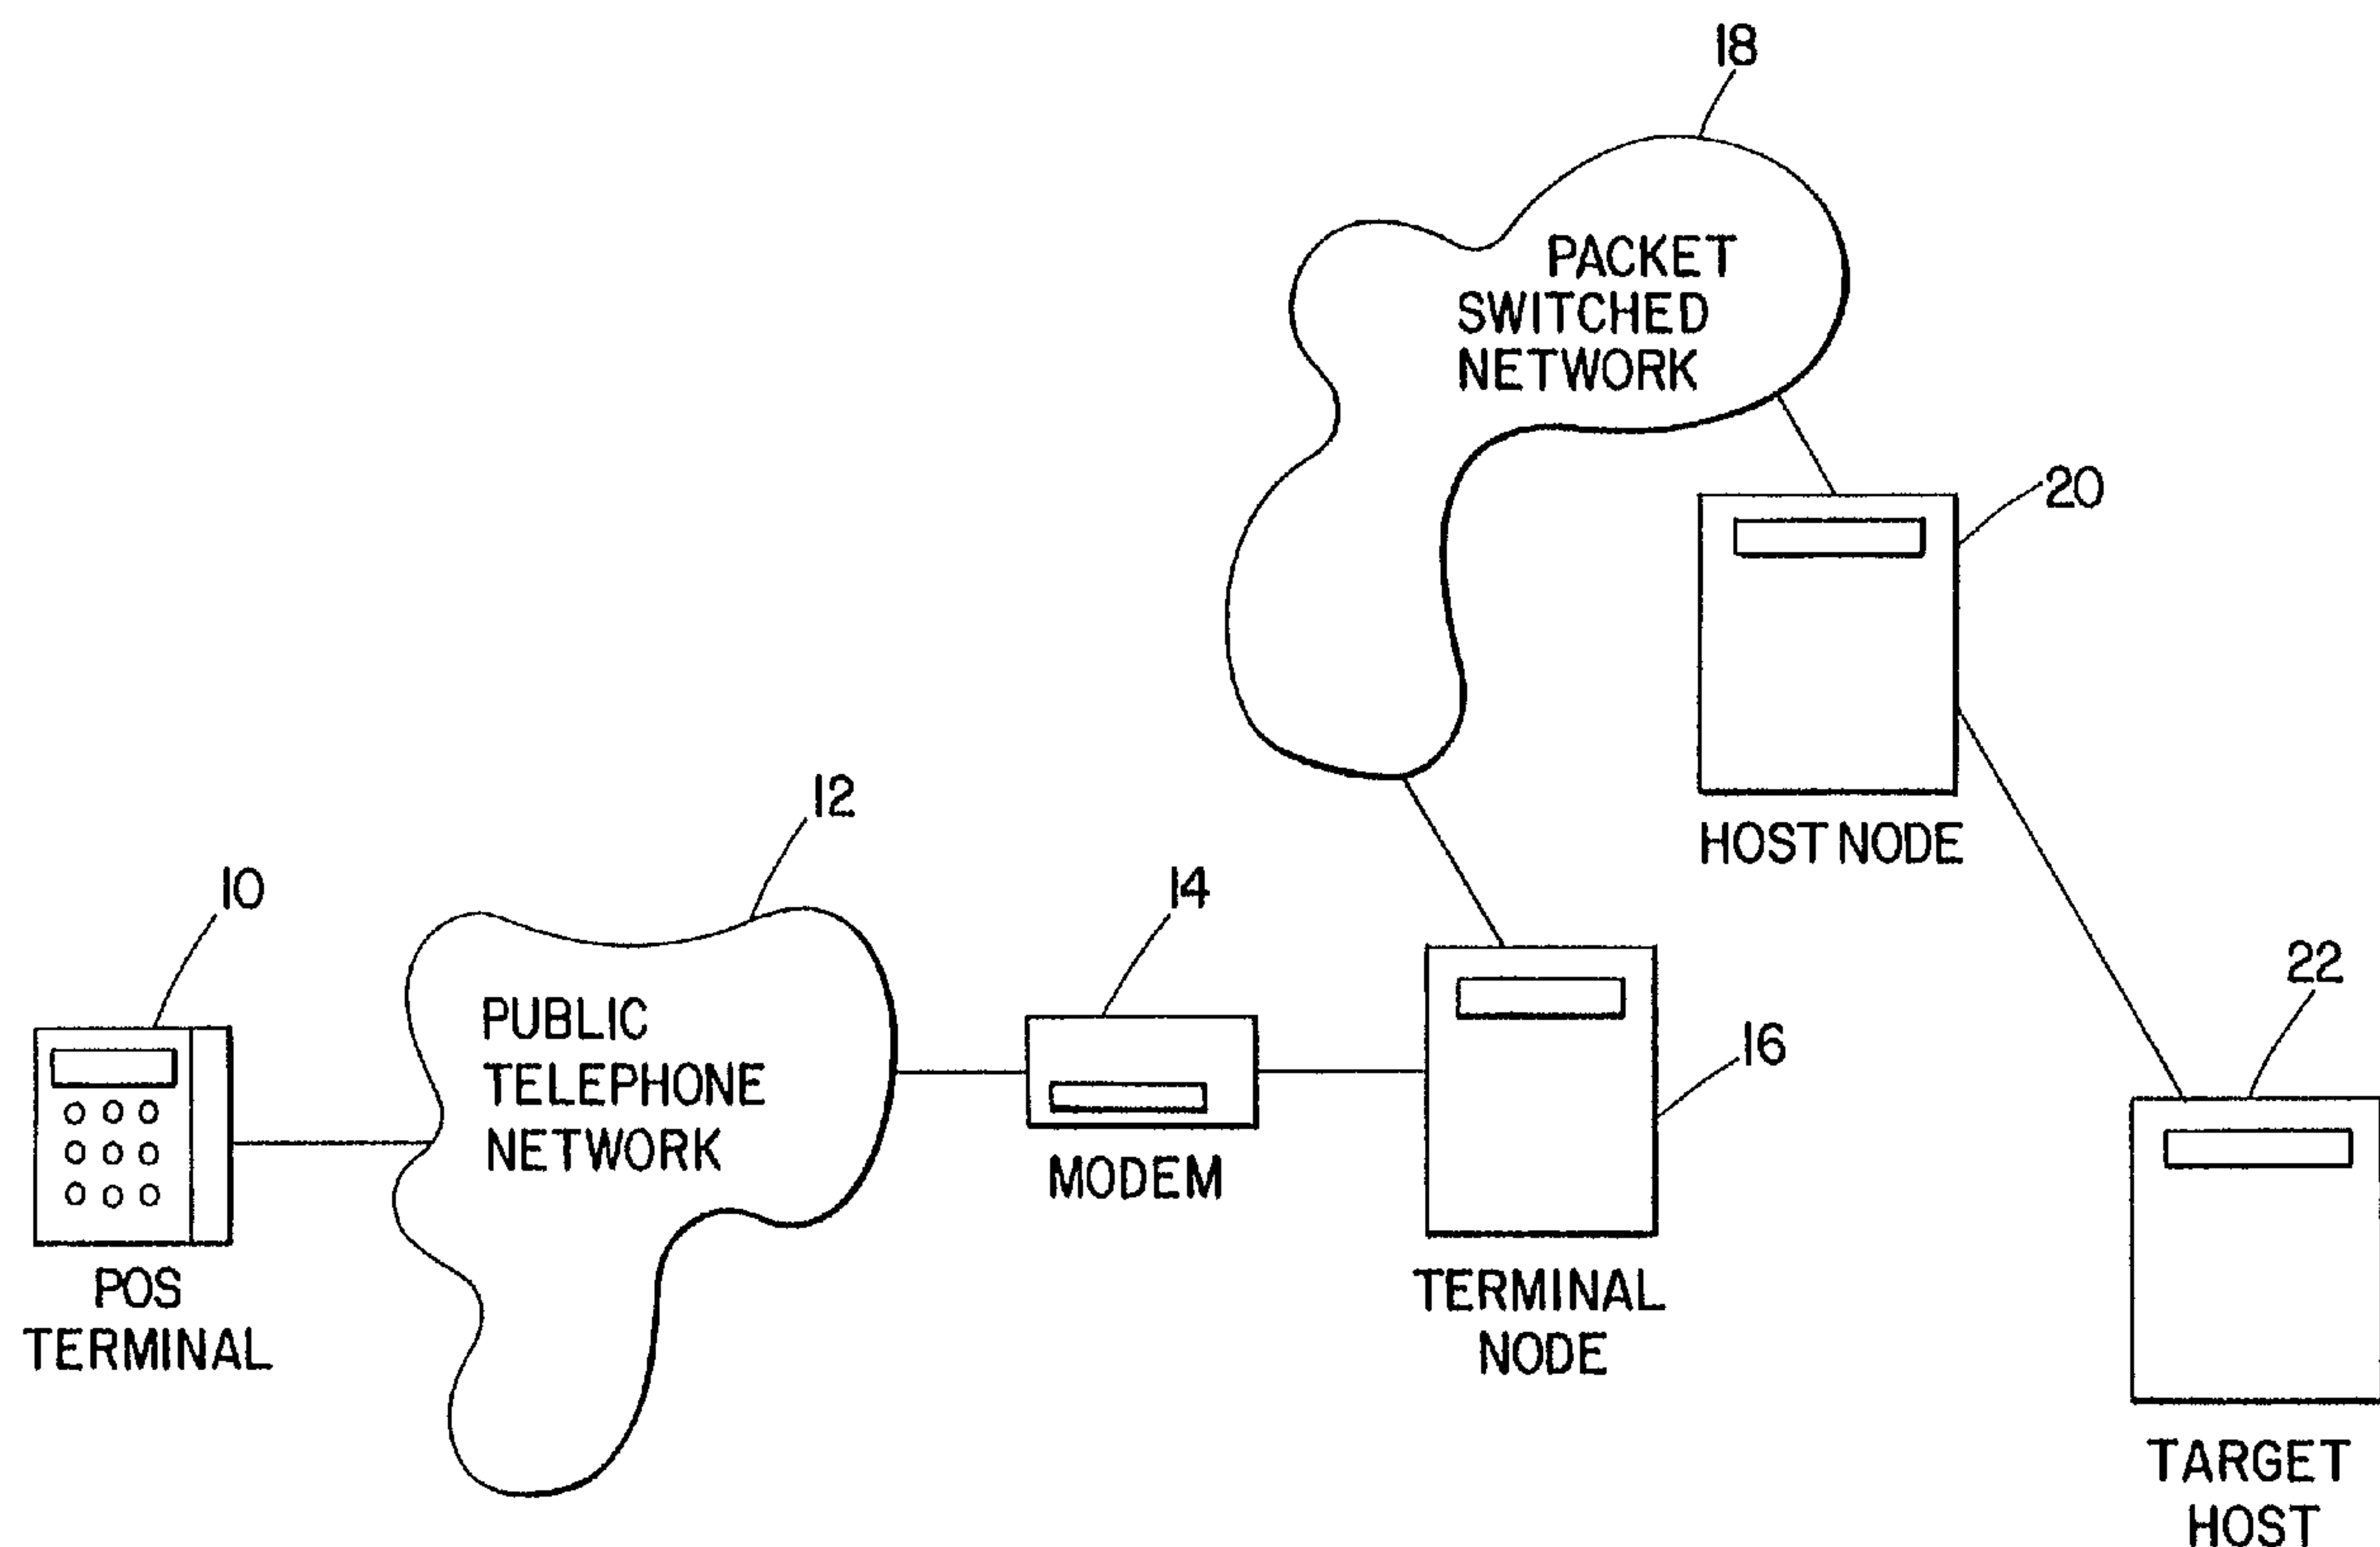 18
PACKET
SWITCHED
NETWORK
20
HOST NODE
12
10
14
22
PUBLIC
TELEPHONE
NETWORK
16
MODEM
POS
TERMINAL
TERMINAL
NODE
TARGET
HOST